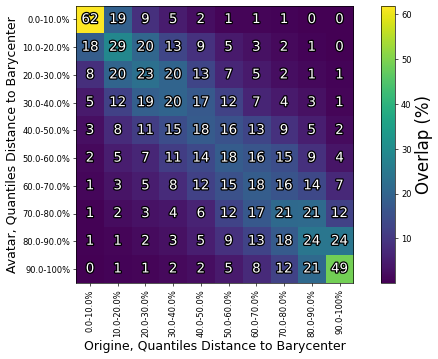 0.0-10.0% 62 19 9 5 2 1 1 1 0 0
10.0-20.0% 18 29 20 13 9 5 3 2 1 0
20.0-30.0% 8 20 23 20 13 7 5 2 1 1
30.0-40.0% 5 12 19 20 17 12 7 4 3 1
40.0-50.0% 3 8 11 15 18 16 13 9 5 2
50.0-60.0% 2 5 7 11 14 18 16 15 9 4
60.0-70.0% 1 3 5 8 12 15 18 16 14 7
70.0-80.0% 1 2 3 4 6 12 17 21 21 12
80.0-90.0% 1 1 2 3 5 9 13 18 24 24
90.0-100% 0 1 1 2 2 5 8 12 21 49
0.0-10.0% 10.0-20.0% 20.0-30.0% 30.0-40.0% 40.0-50.0% 50.0-60.0% 60.0-70.0% 70.0-80.0% 80.0-90.0% 90.0-100%
Origine, Quantiles Distance to Barycenter
Avatar, Quantiles Distance to Barycenter
60
50
40
30
20
10
Overlap (%)